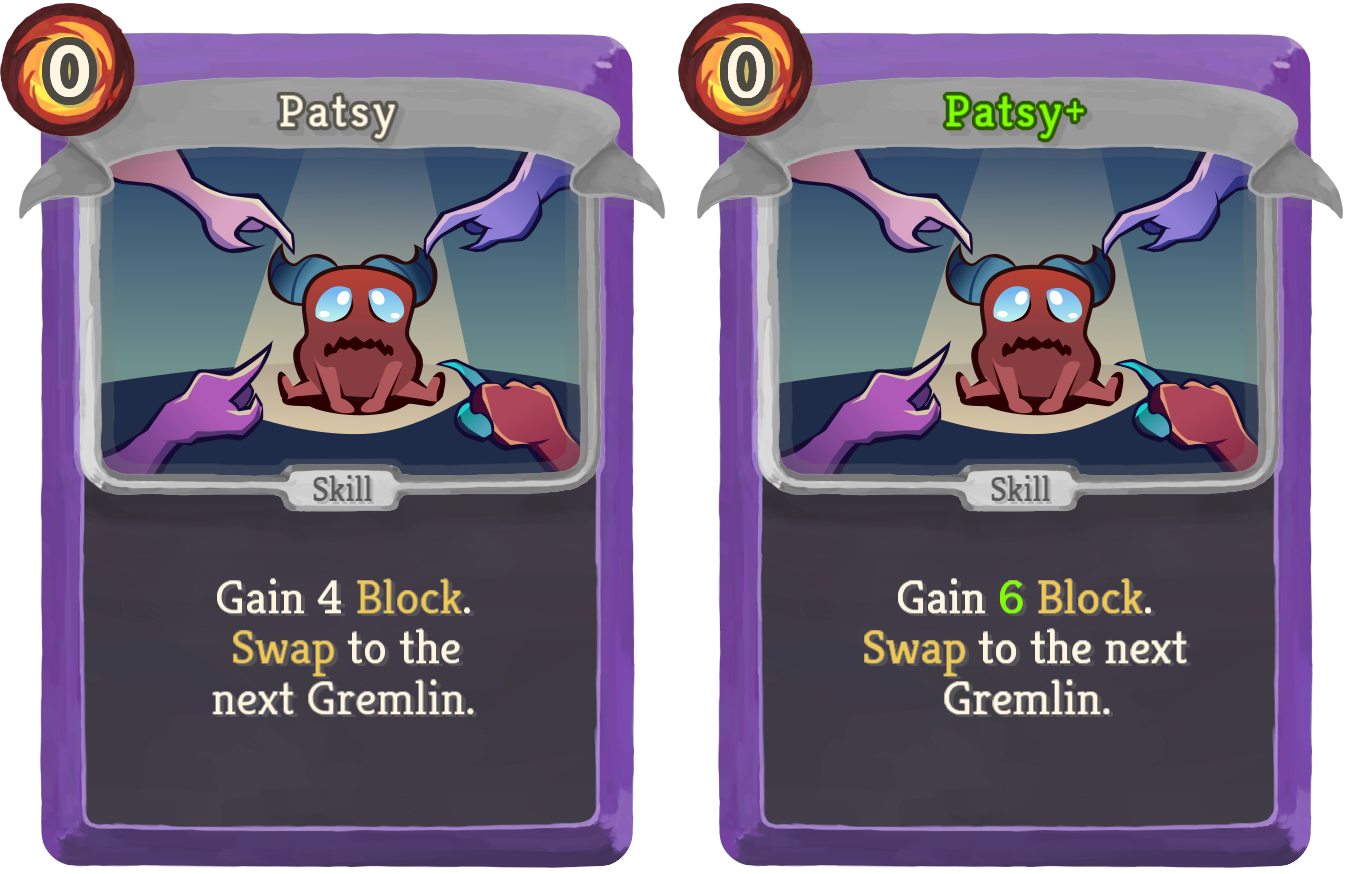 0
Patsy
Skill
Gain 4 Block.
Swap to the
next Gremlin.
0
Patsy+
Skill
Gain 6 Block.
Swap to the next
Gremlin.